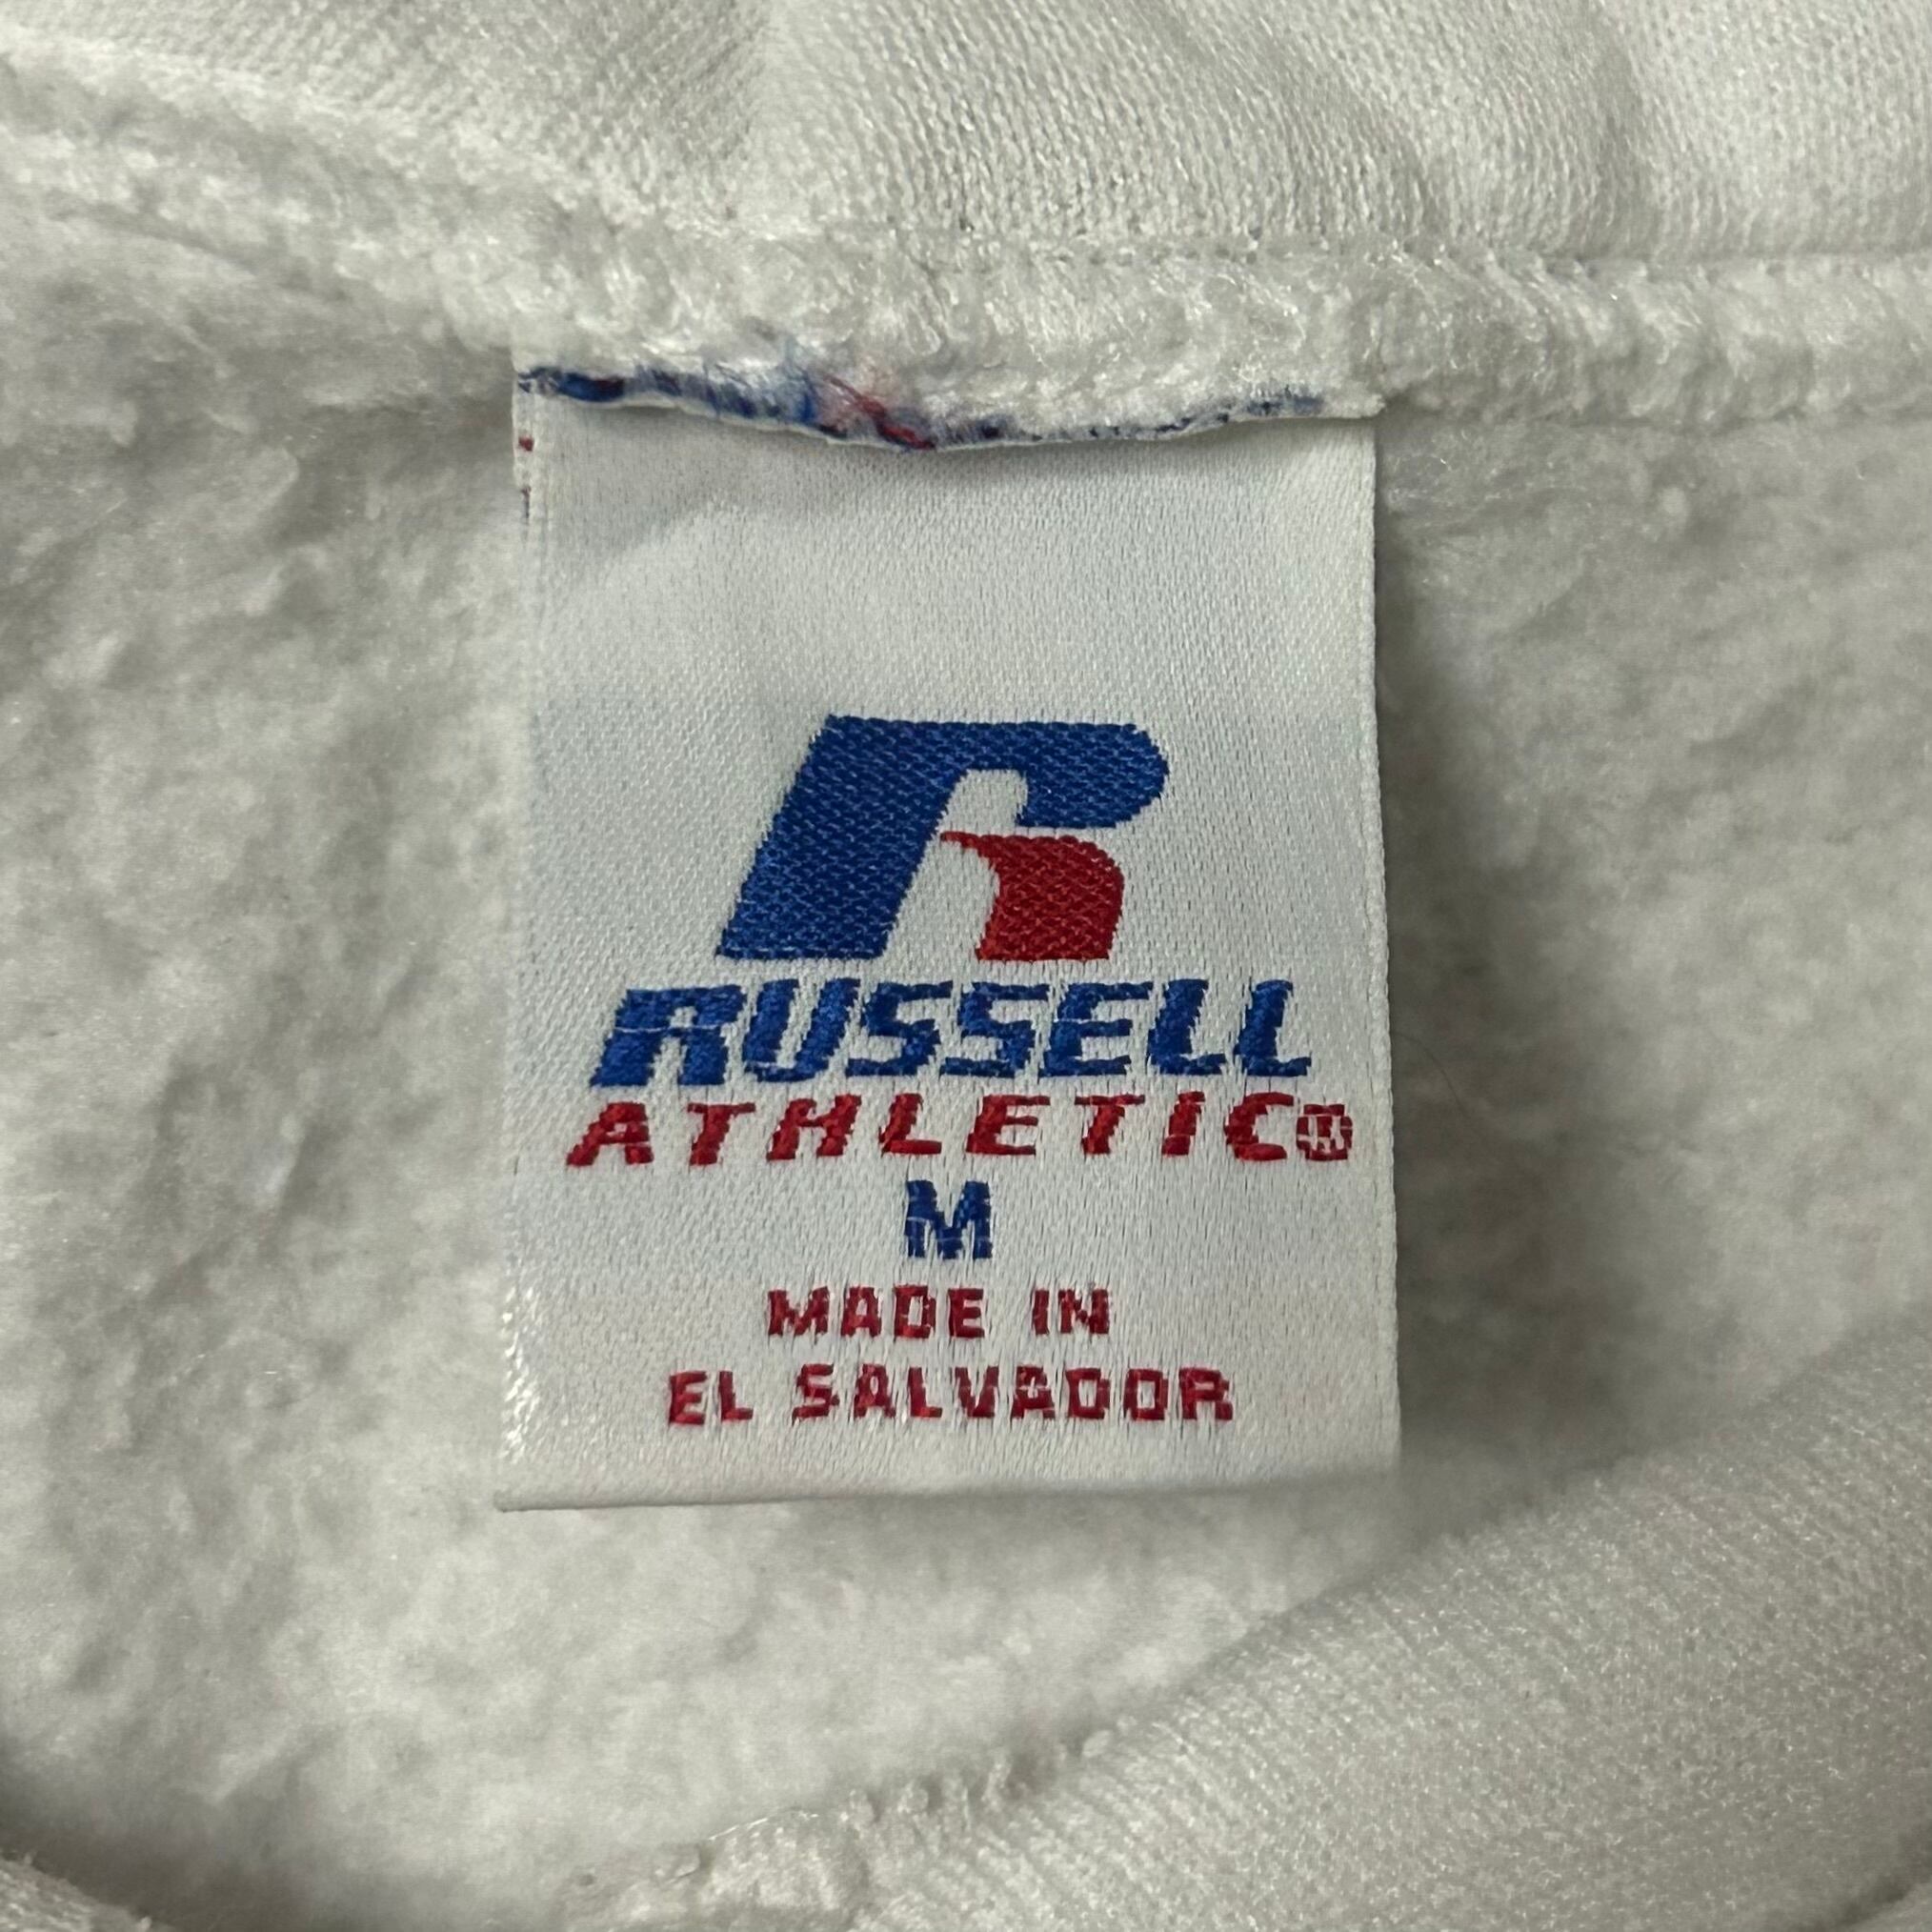 R
RUSSELL
ATHLETIC®
M
MADE IN
EL SALVADOR